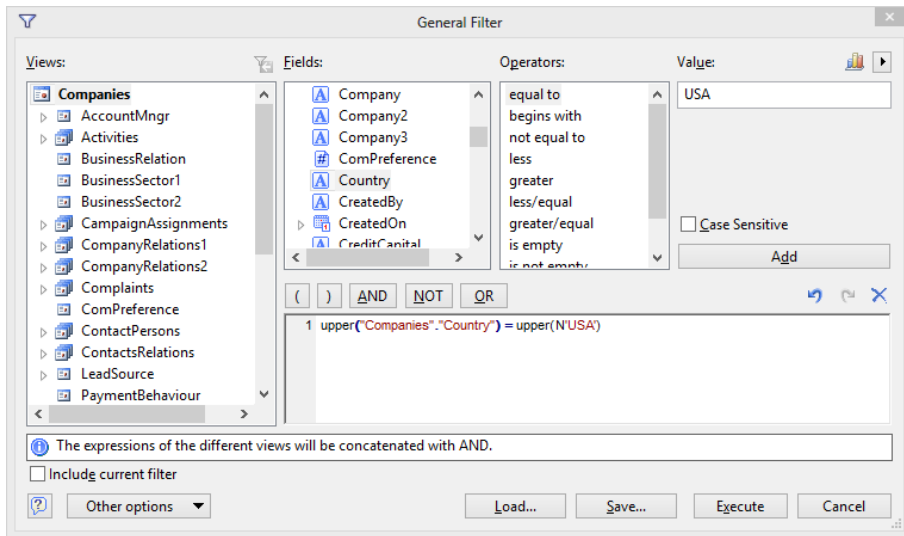 General Filter
Views:
Fields:
Operators:
Value:
Companies
AccountMngr
Activities
BusinessRelation
BusinessSector1
BusinessSector2
CampaignAssignments
CompanyRelations1
CompanyRelations2
Complaints
ComPreference
ContactPersons
ContactsRelations
LeadSource
PaymentBehaviour
Company
Company2
Company3
ComPreference
Country
CreatedBy
CreatedOn
CreditCapital
equal to
begins with
not equal to
less
greater
less/equal
greater/equal
is empty
is not empty
USA
Case Sensitive
Add
( ) AND NOT OR
1 upper("Companies"."Country") = upper(N'USA')
The expressions of the different views will be concatenated with AND.
Include current filter
Other options Load... Save... Execute Cancel